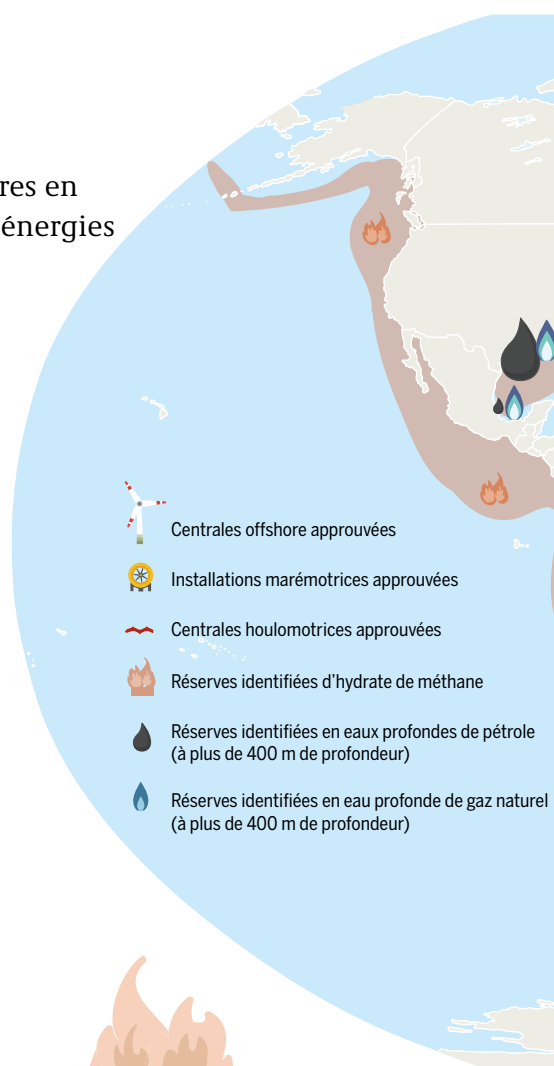 res en
énergies
Centrales offshore approuvées
Installations marémotrices approuvées
Centrales houlomotrices approuvées
Réserves identifiées d'hydrate de méthane
Réserves identifiées en eaux profondes de pétrole
(à plus de 400 m de profondeur)
Réserves identifiées en eau profonde de gaz naturel
(à plus de 400 m de profondeur)